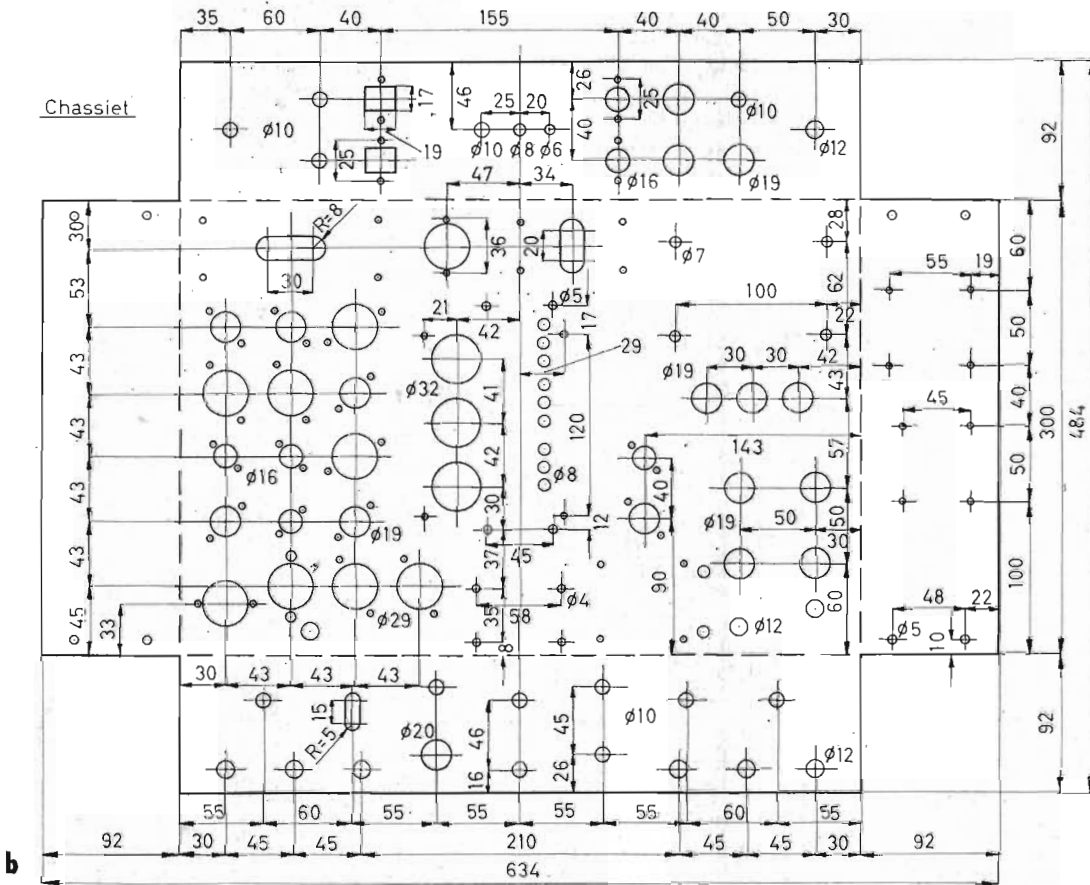 35 60 40 155 40 40 50 30
Chassiet
26
17 46 25 20 25 ø10 92
ø10 40
19 ø10 ø8 ø6 ø12
25
47 34 ø16 ø19
30 R=8 28
36 20 ø7 60
30 55 19
53 62
ø5 100
21 42 17 22 50
29
43 30 30 42 43
ø19
ø32 41 40
43 120 45 300 484
143 57
ø16 42 ø8 40 50
43 30 ø19 50 50
ø19 12 30
43 37 45
90 100
35 58 ø4 60 48 22
45 33 ø29 ø12 ø5 10
8
30 43 43 43
15 45 ø10
R=5 ø20 46 92
16 26 ø12
55 60 55 55 55 55 60 55
92 30 45 45 210 45 45 30 92
b 634